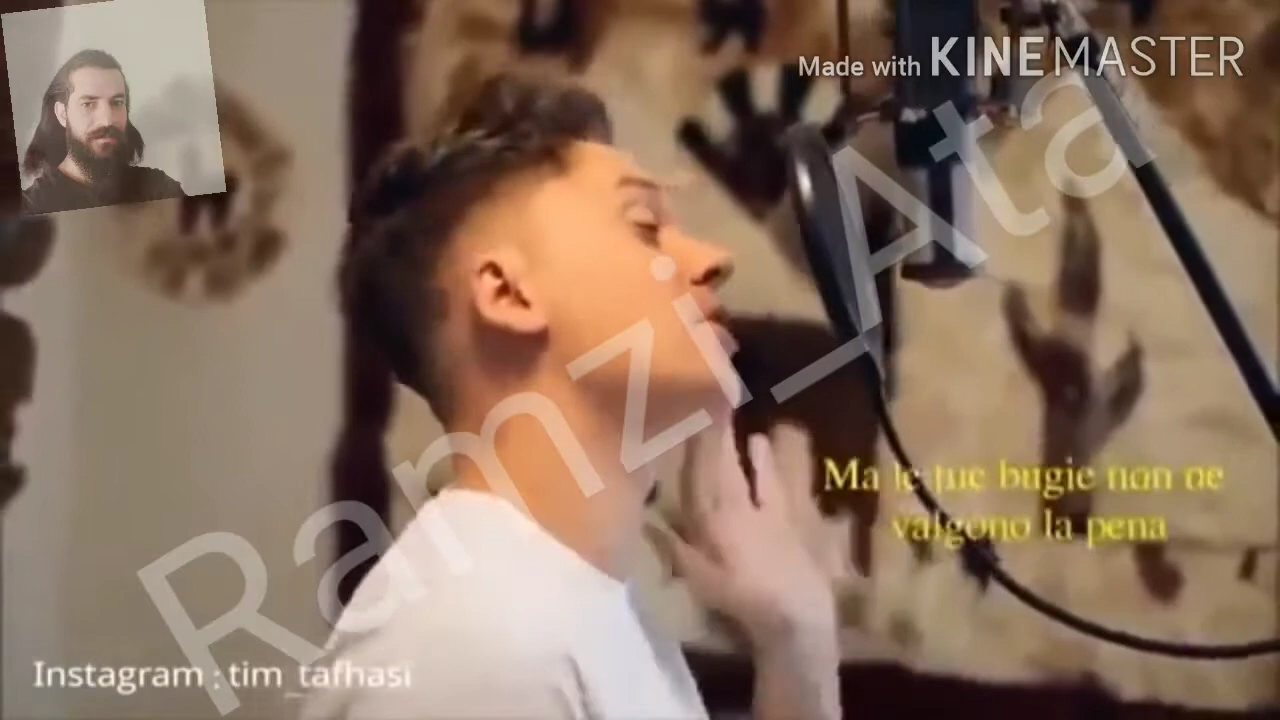 Made with KINEMASTER
Ramzi_Ata
Ma le tue bugie non ne
valgono la pena
Instagram : tim_tafhasi